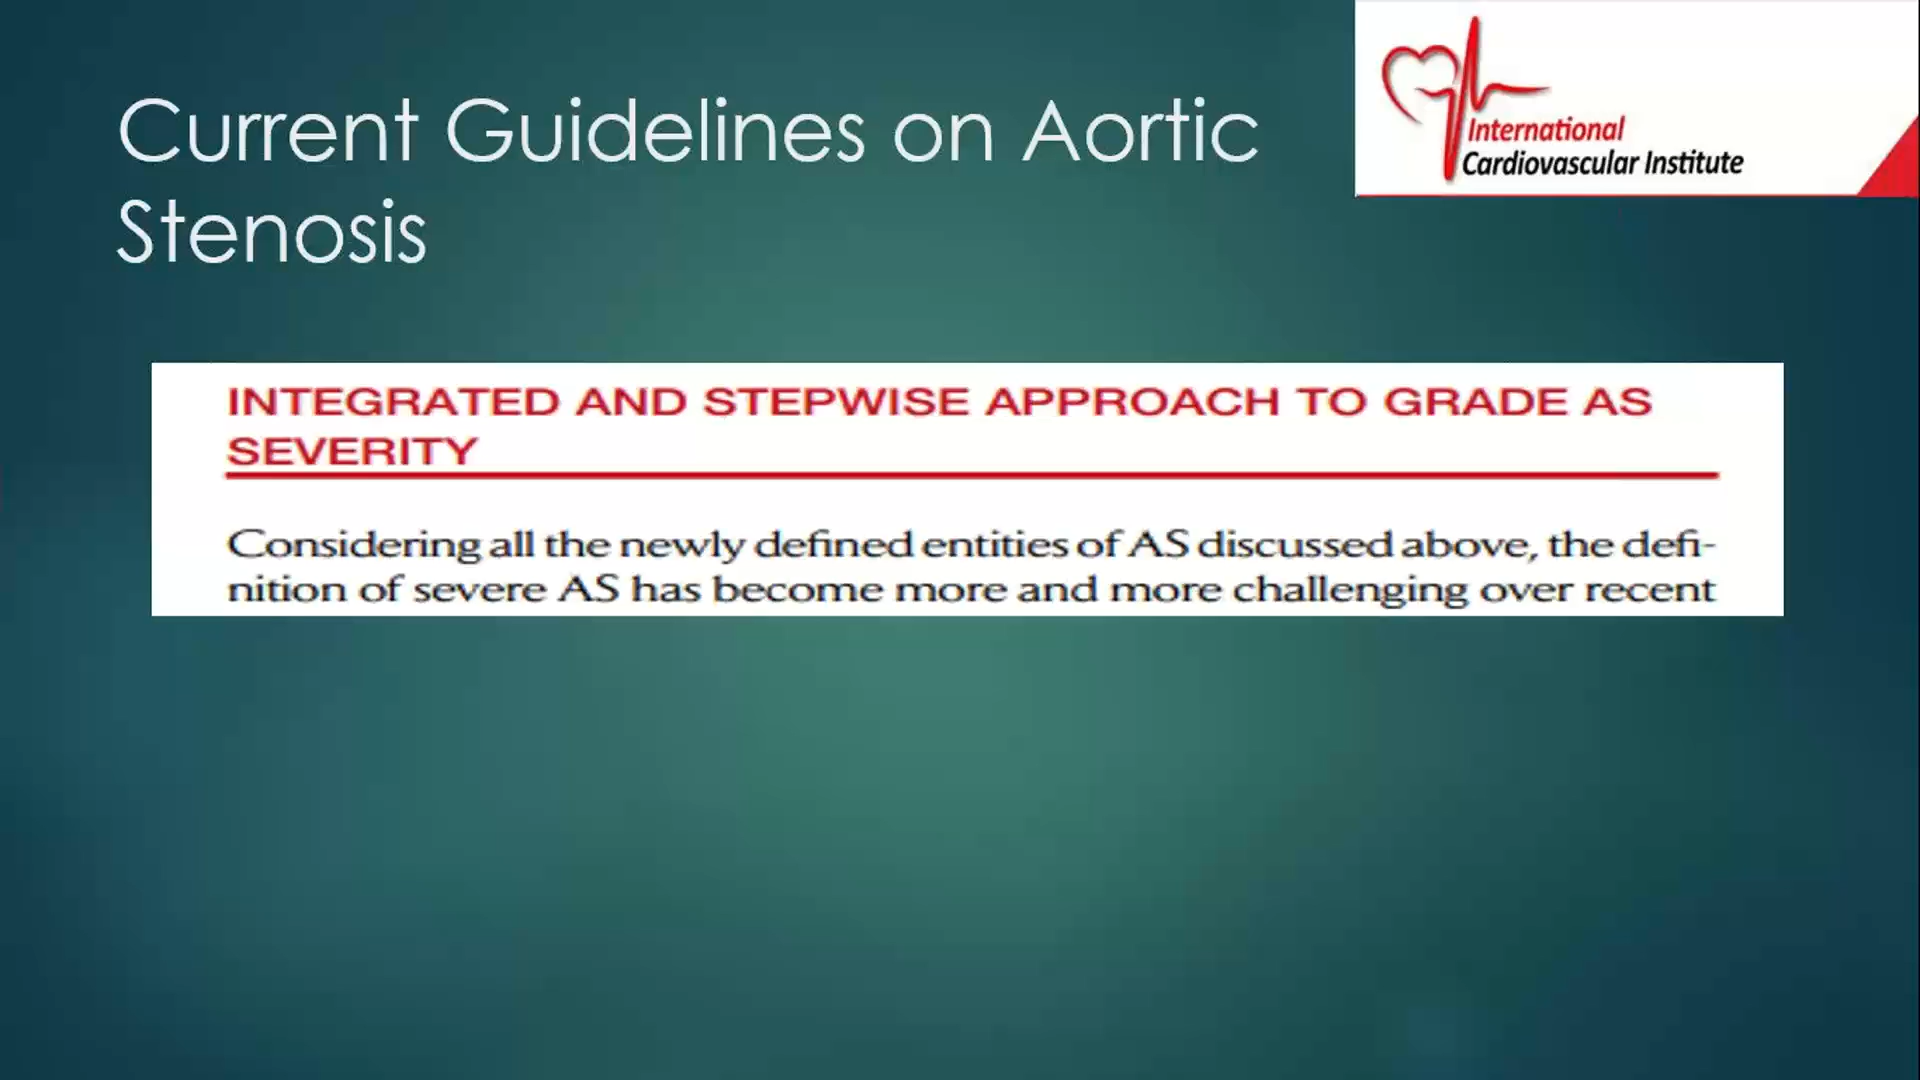 Current Guidelines on Aortic
Stenosis
International
Cardiovascular Institute
INTEGRATED AND STEPWISE APPROACH TO GRADE AS
SEVERITY
Considering all the newly defined entities of AS discussed above, the defi-
nition of severe AS has become more and more challenging over recent